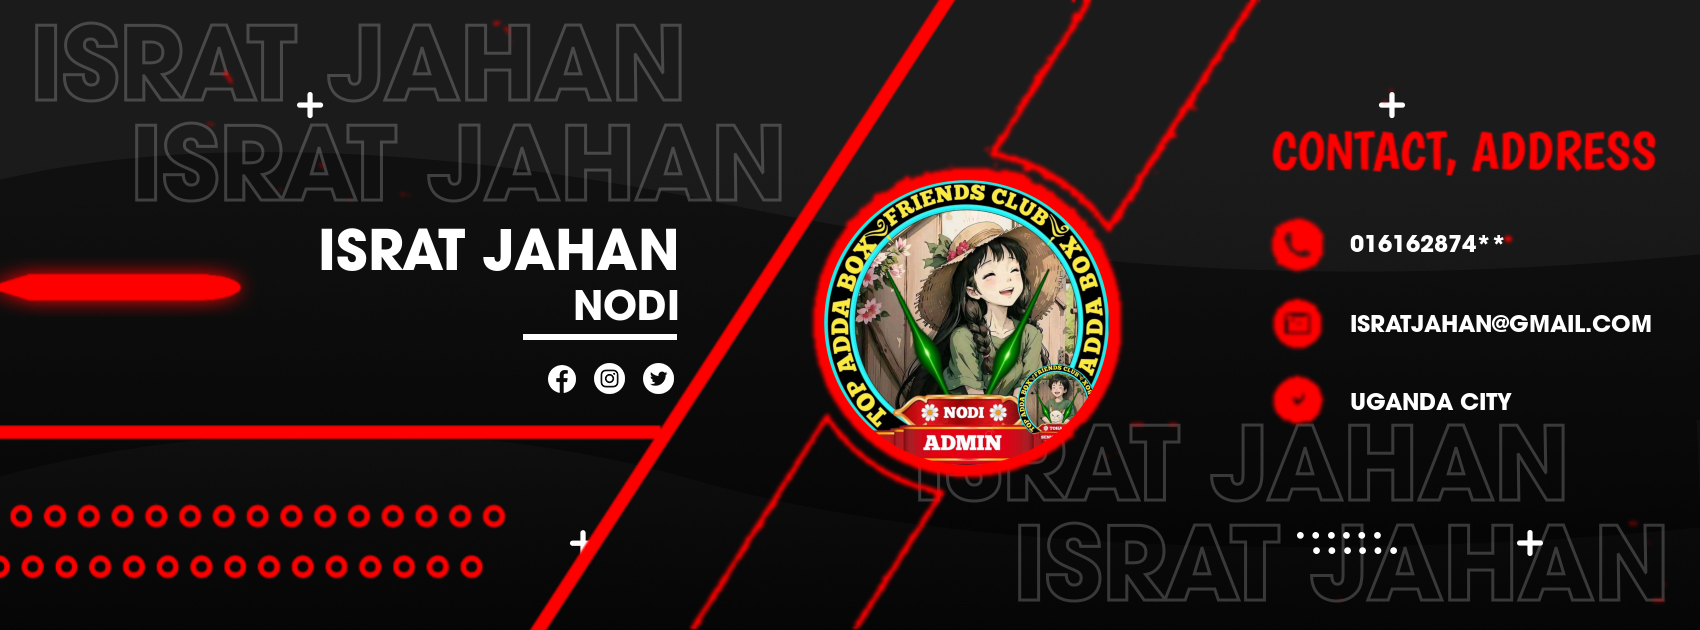 ISRAT JAHAN
ISRAT JAHAN
ISRAT JAHAN
NODI
CONTACT, ADDRESS
016162874**
ISRATJAHAN@GMAIL.COM
UGANDA CITY
TOP ADDA BOX FRIENDS CLUB XOX ADDA BOX
NODI
ADMIN
ISRAT JAHAN
ISRAT JAHAN